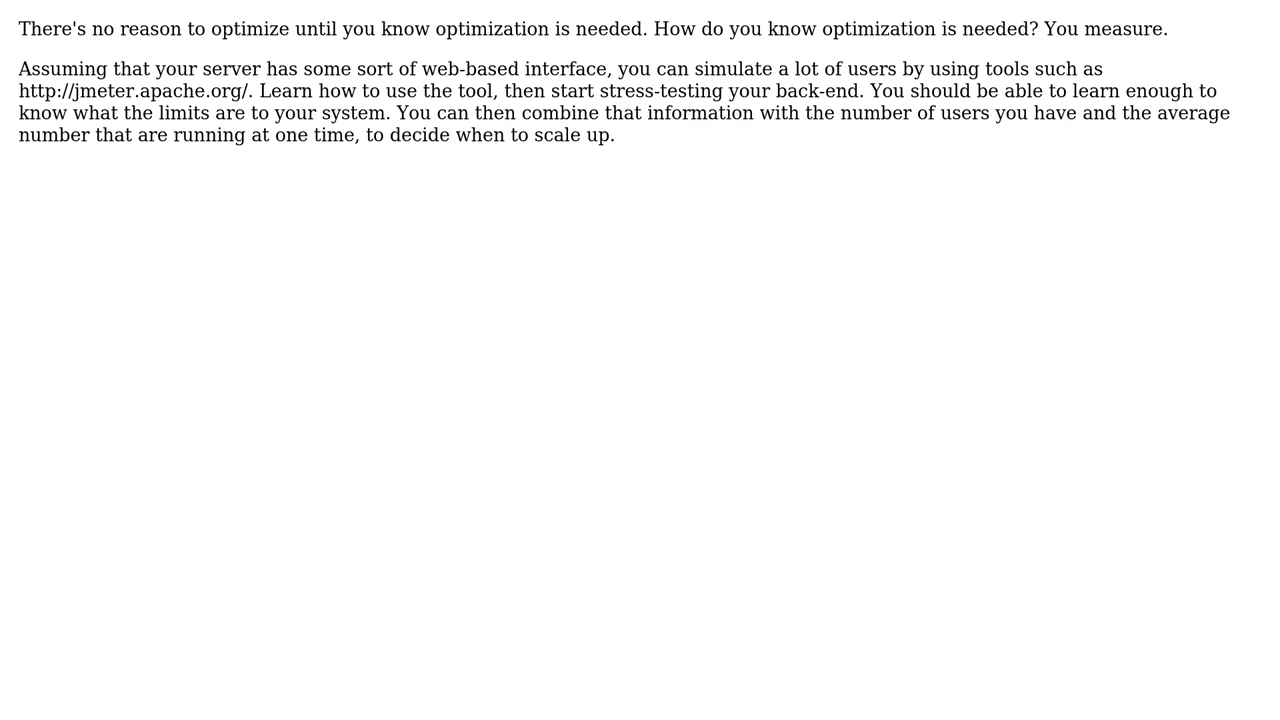 There's no reason to optimize until you know optimization is needed. How do you know optimization is needed? You measure.
Assuming that your server has some sort of web-based interface, you can simulate a lot of users by using tools such as
http://jmeter.apache.org/. Learn how to use the tool, then start stress-testing your back-end. You should be able to learn enough to
know what the limits are to your system. You can then combine that information with the number of users you have and the average
number that are running at one time, to decide when to scale up.